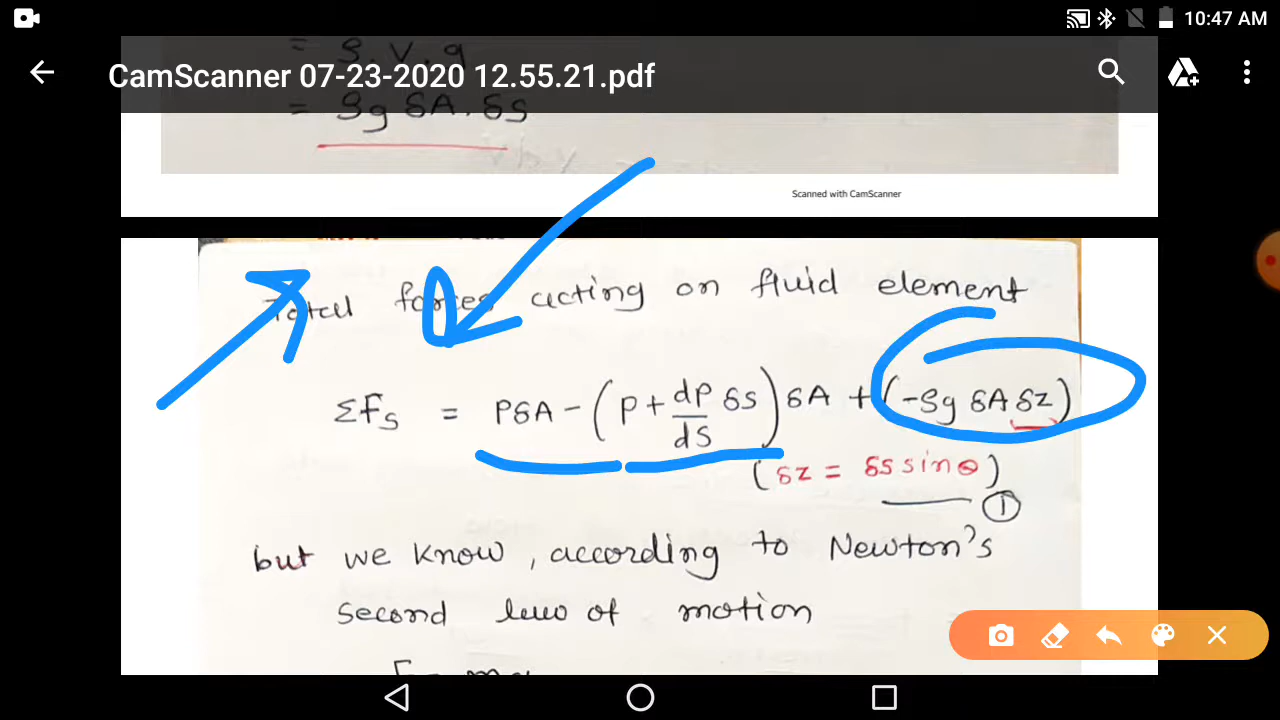 10:47 AM
CamScanner 07-23-2020 12.55.21.pdf
= ρ.V.g
= ρg δA.δs
Scanned with CamScanner
Total forces acting on fluid element
ΣFs = PδA - (P + dP/ds δs) δA + (-ρg δA δz)
(δz = δs sinθ)
①
but we know, according to Newton's
second law of motion
F = ma